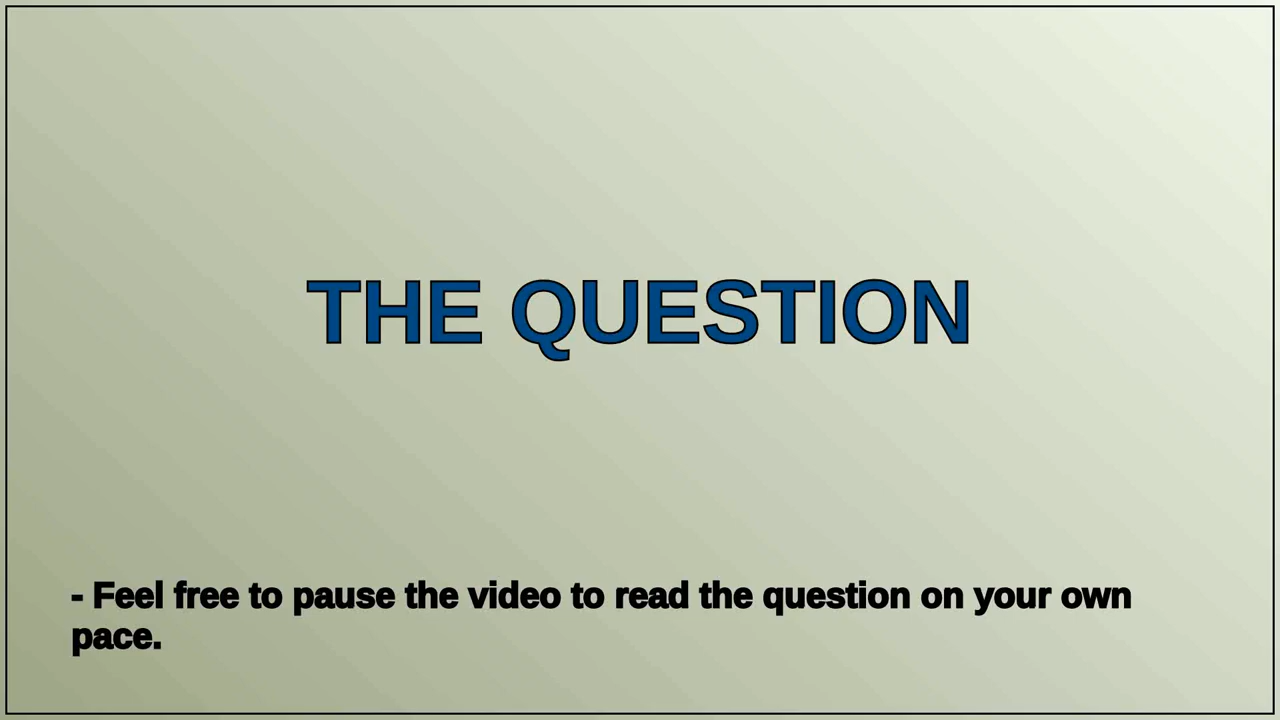 THE QUESTION
- Feel free to pause the video to read the question on your own
pace.